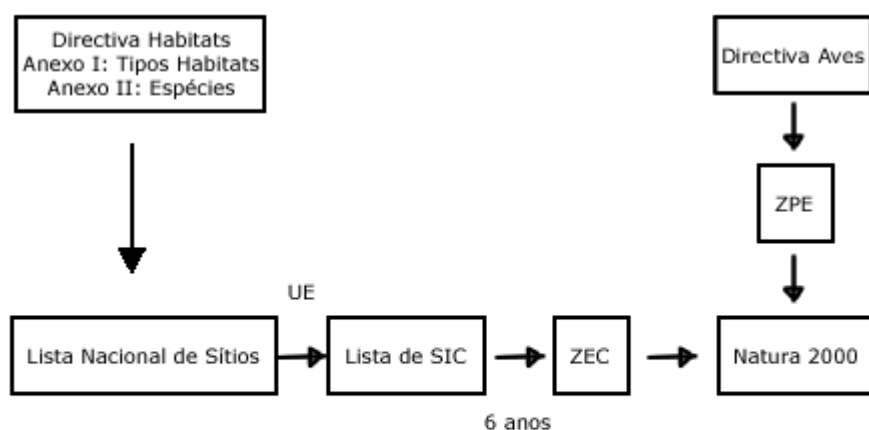 Directiva Habitats
Anexo I: Tipos Habitats
Anexo II: Espécies
Directiva Aves
ZPE
UE
Lista Nacional de Sítios
Lista de SIC
ZEC
Natura 2000
6 anos